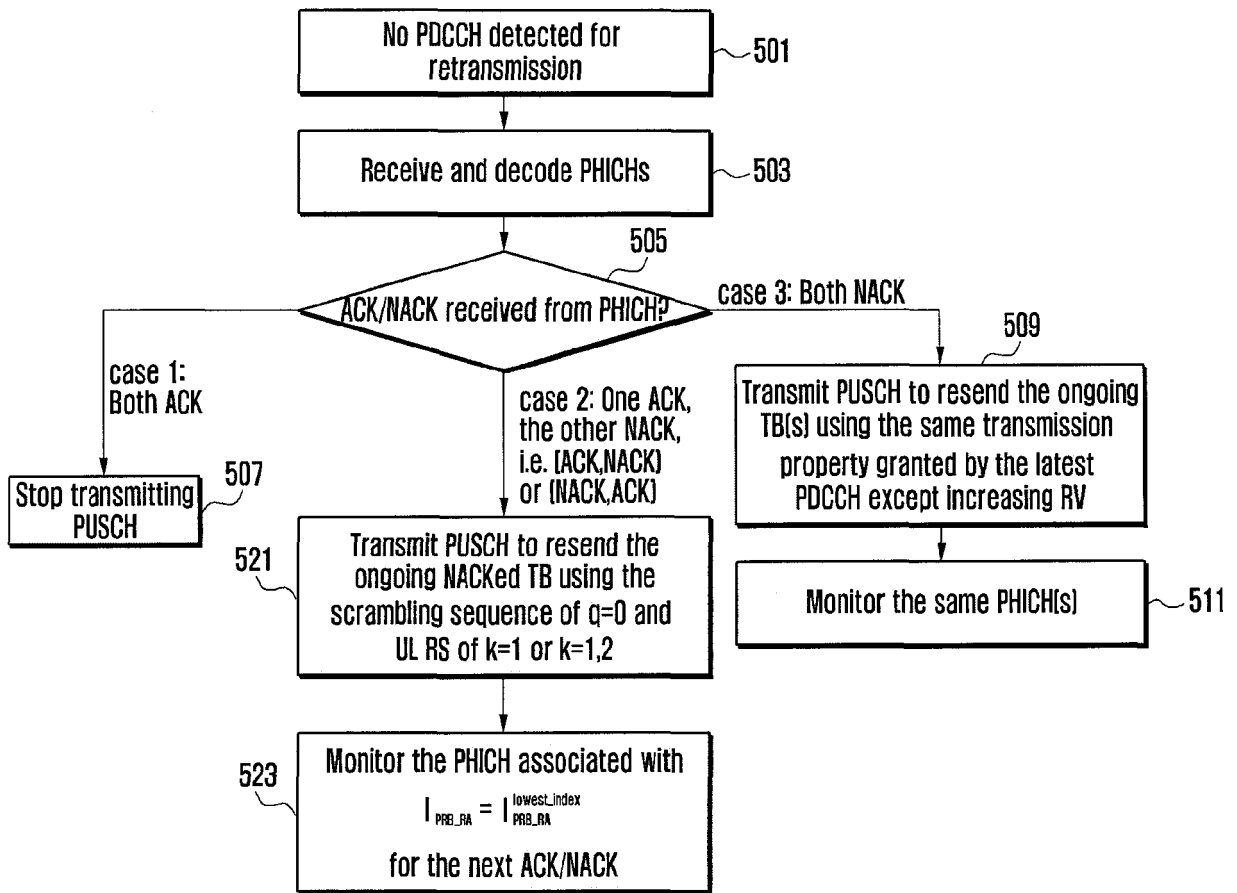 No PDCCH detected for
retransmission
501
Receive and decode PHICHs
503
505
ACK/NACK received from PHICH?
case 1:
Both ACK
case 2: One ACK,
the other NACK,
i.e. (ACK,NACK)
or (NACK,ACK)
case 3: Both NACK
507
Stop transmitting
PUSCH
509
Transmit PUSCH to resend the ongoing
TB(s) using the same transmission
property granted by the latest
PDCCH except increasing RV
521
Transmit PUSCH to resend the
ongoing NACKed TB using the
scrambling sequence of q=0 and
UL RS of k=1 or k=1,2
Monitor the same PHICH(s)
511
523
Monitor the PHICH associated with
I PRB_RA = I lowest_index PRB_RA
for the next ACK/NACK